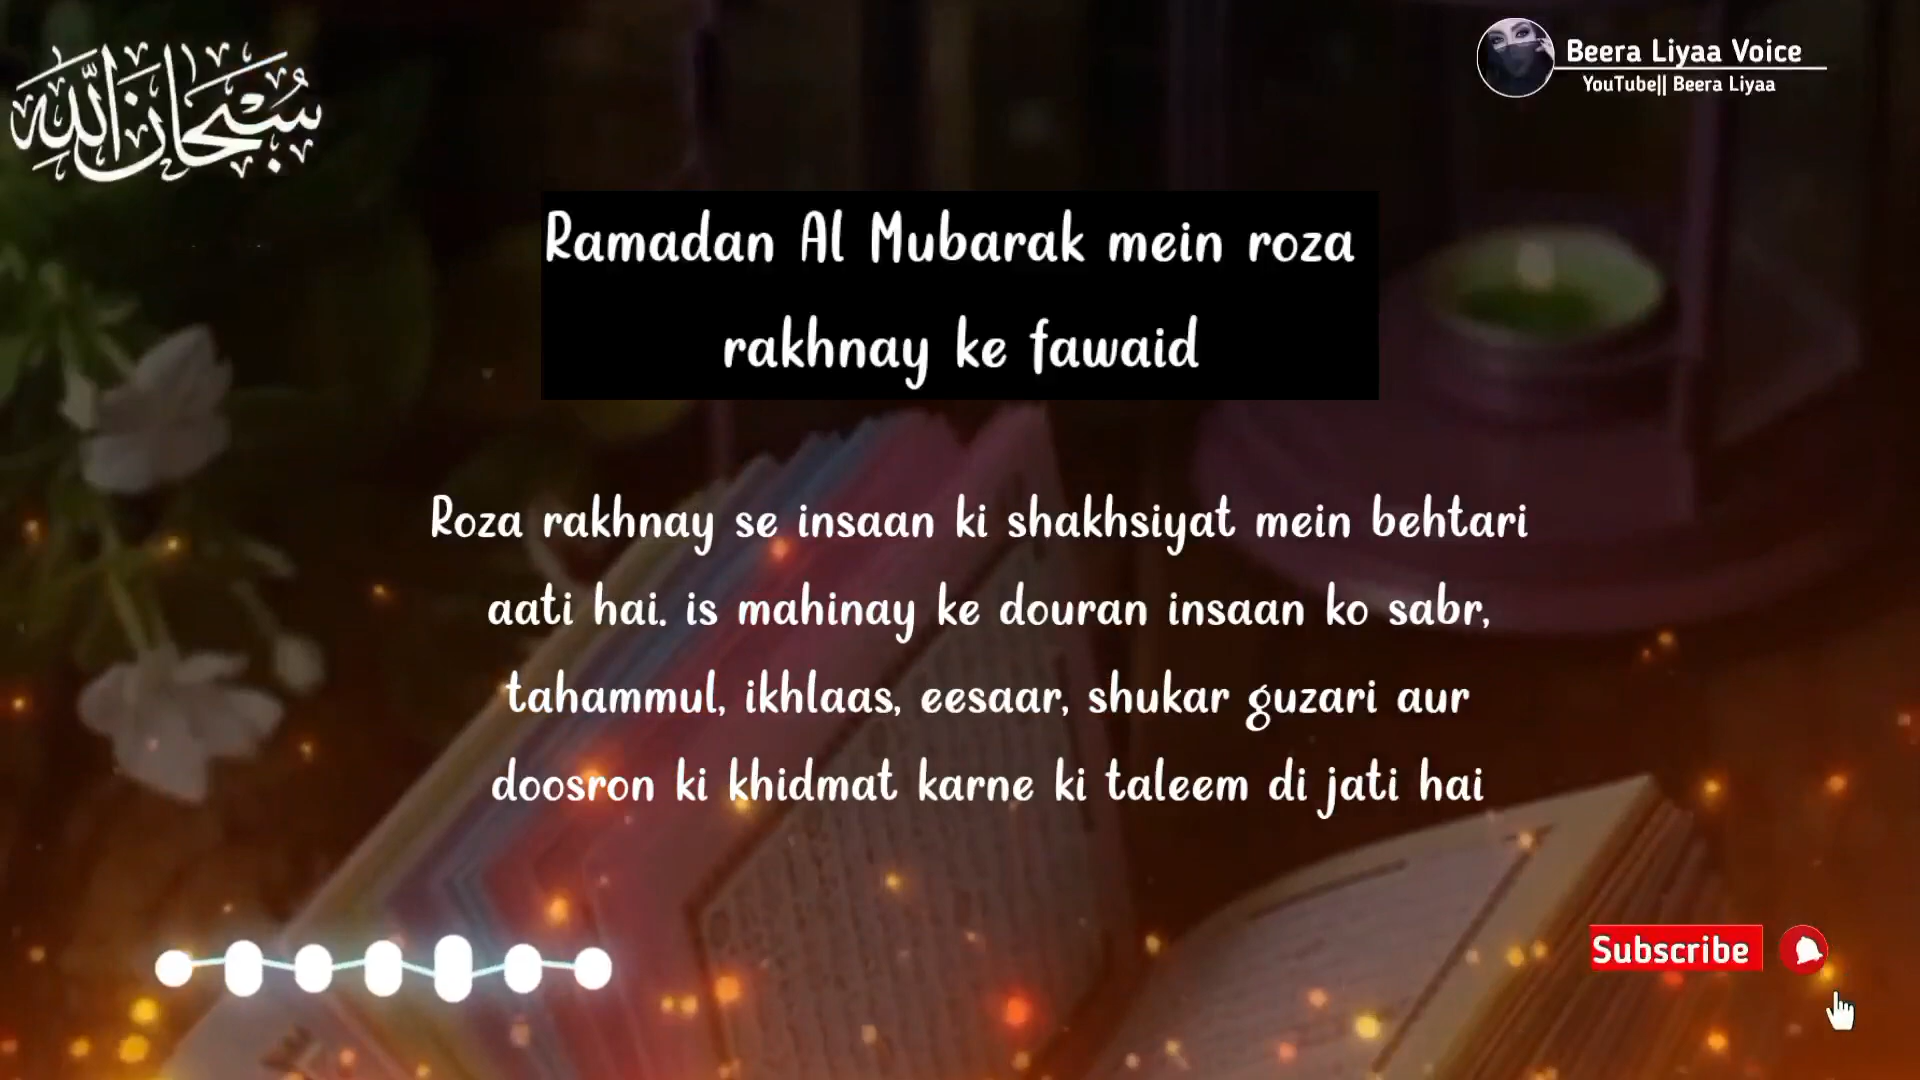 سُبْحَانَ اللَّهِ
Beera Liyaa Voice
YouTube|| Beera Liyaa
Ramadan Al Mubarak mein roza
rakhnay ke fawaid
Roza rakhnay se insaan ki shakhsiyat mein behtari
aati hai. is mahinay ke douran insaan ko sabr,
tahammul, ikhlaas, eesaar, shukar guzari aur
doosron ki khidmat karne ki taleem di jati hai
Subscribe